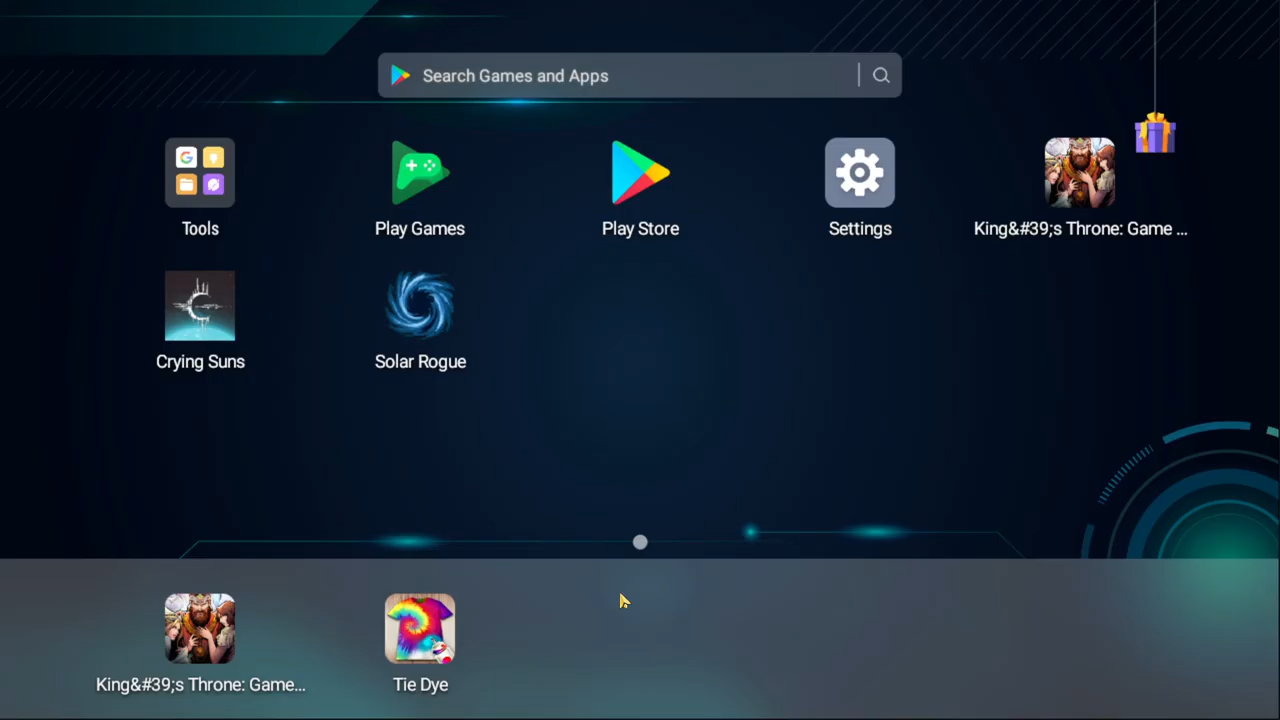 Search Games and Apps
Tools
Play Games
Play Store
Settings
King&#39;s Throne: Game ...
Crying Suns
Solar Rogue
King&#39;s Throne: Game...
Tie Dye